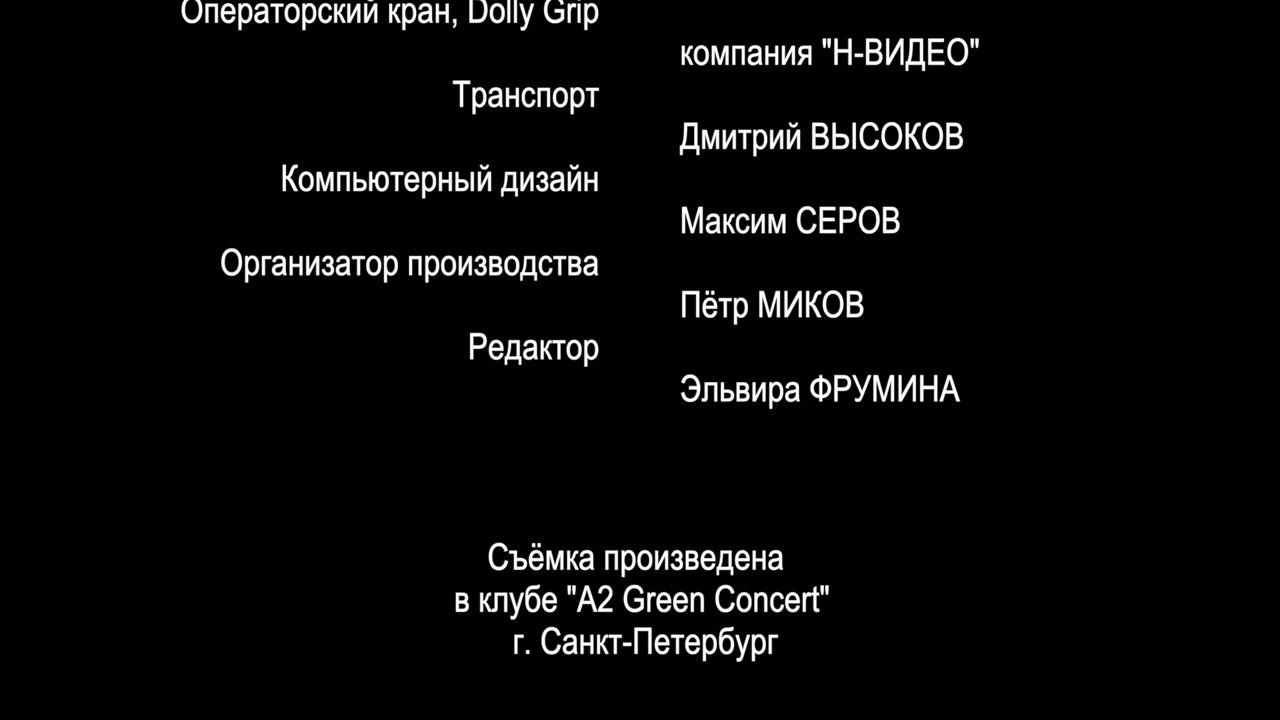 Операторский кран, Dolly Grip
компания "Н-ВИДЕО"
Транспорт
Дмитрий ВЫСОКОВ
Компьютерный дизайн
Максим СЕРОВ
Организатор производства
Пётр МИКОВ
Редактор
Эльвира ФРУМИНА
Съёмка произведена
в клубе "A2 Green Concert"
г. Санкт-Петербург